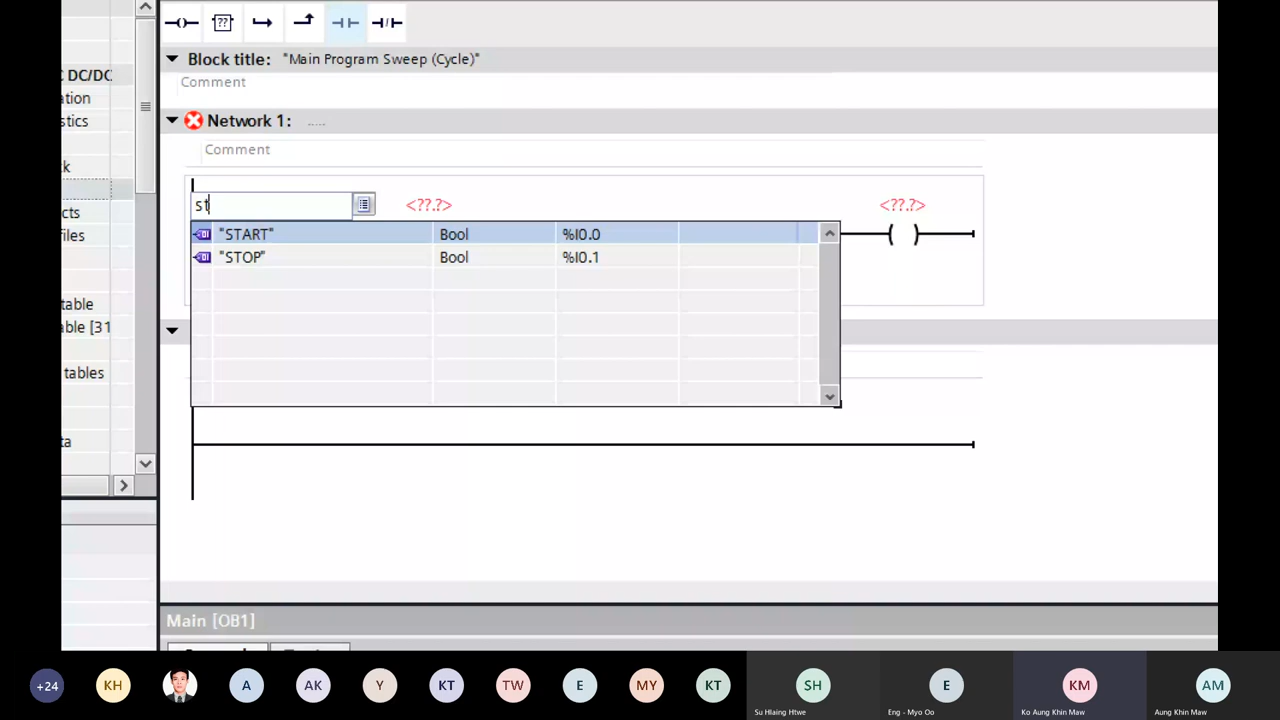 ??
Block title: "Main Program Sweep (Cycle)"
Comment
Network 1: .....
Comment
st
<??.?>
<??.?>
"START" Bool %I0.0
"STOP" Bool %I0.1
C DC/DC
ation
stics
k
cts
files
table
able [31
tables
ta
Main [OB1]
+24
KH
A
AK
Y
KT
TW
E
MY
KT
SH
Su Hlaing Htwe
E
Eng - Myo Oo
KM
Ko Aung Khin Maw
AM
Aung Khin Maw